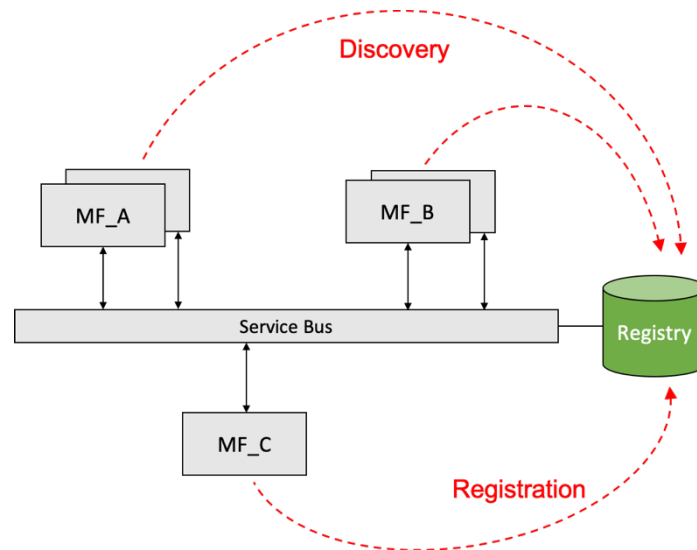 Discovery
MF_A
MF_B
Service Bus
Registry
MF_C
Registration